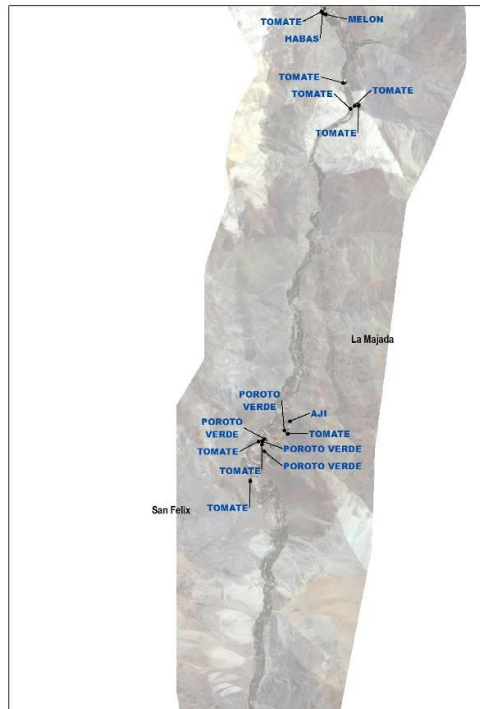 TOMATE
MELON
HABAS
TOMATE
TOMATE
TOMATE
TOMATE
La Majada
POROTO
VERDE
AJI
POROTO
VERDE
TOMATE
TOMATE
POROTO VERDE
TOMATE
POROTO VERDE
San Felix
TOMATE